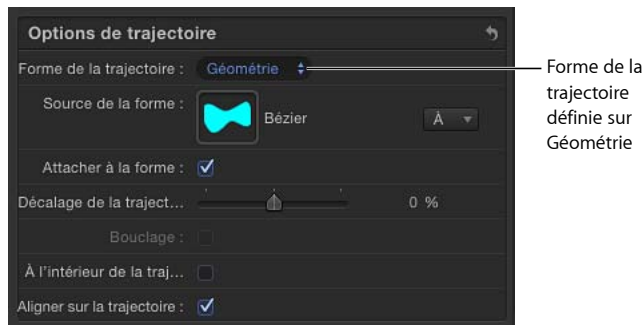 Options de trajectoire
Forme de la trajectoire : Géométrie
Source de la forme : Bézier À
Attacher à la forme :
Décalage de la traject... 0 %
Bouclage :
À l'intérieur de la traj...
Aligner sur la trajectoire :
Forme de la
trajectoire
définie sur
Géométrie